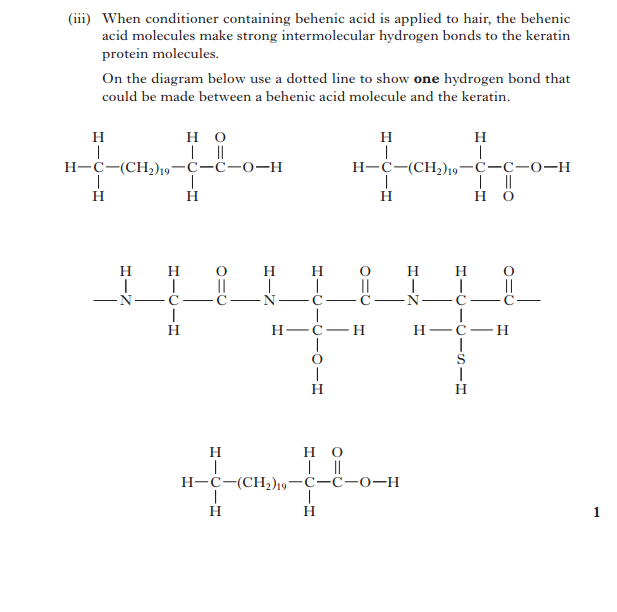 (iii) When conditioner containing behenic acid is applied to hair, the behenic
acid molecules make strong intermolecular hydrogen bonds to the keratin
protein molecules.
On the diagram below use a dotted line to show one hydrogen bond that
could be made between a behenic acid molecule and the keratin.
H H O H H
H—C—(CH₂)₁₉—C—C—O—H H—C—(CH₂)₁₉—C—C—O—H
H H H H O
H H O H H O H H O
—N—C—C—N—C—C—N—C—C—
H H—C—H H—C—H
O S
H H
H H O
H—C—(CH₂)₁₉—C—C—O—H
H H
1